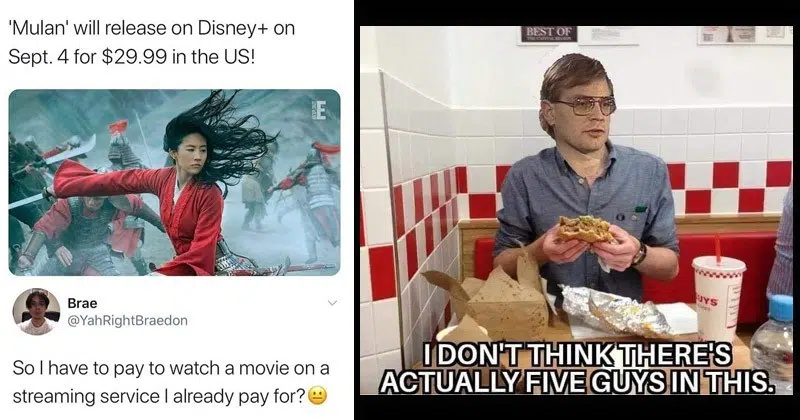 'Mulan' will release on Disney+ on
Sept. 4 for $29.99 in the US!
E
Brae
@YahRightBraedon
So I have to pay to watch a movie on a
streaming service I already pay for?😐
BEST OF
UYS
I DON'T THINK THERE'S
ACTUALLY FIVE GUYS IN THIS.